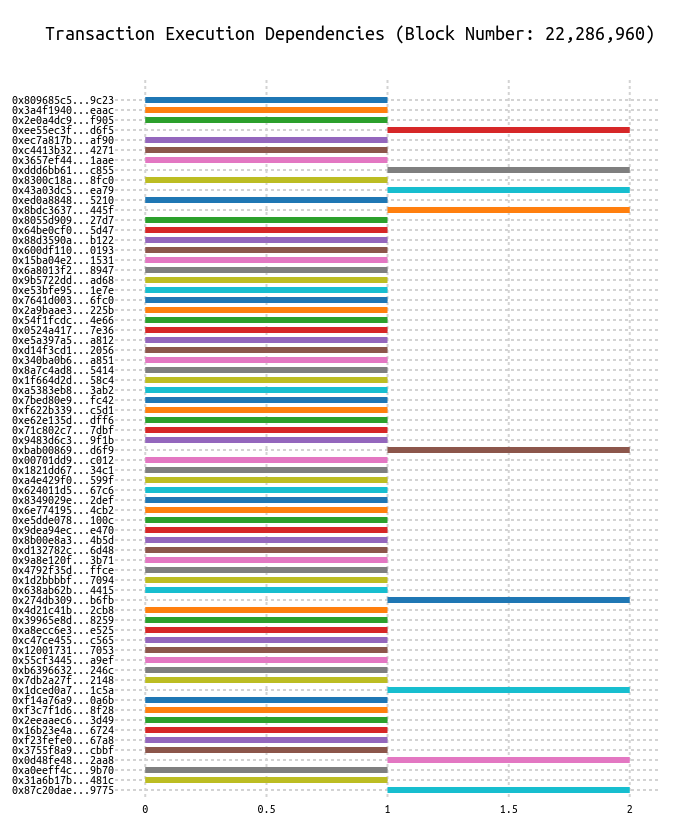 Transaction Execution Dependencies (Block Number: 22,286,960)
0x809685c5...9c23
0x3a4f1940...eaac
0x2e0a4dc9...f905
0xee55ec3f...d6f5
0xec7a817b...af90
0xc4413b32...4271
0x3657ef44...1aae
0xddd6bb61...c855
0x8300c18a...8fc0
0x43a03dc5...ea79
0xed0a8848...5210
0x8bdc3637...445f
0x8055d909...27d7
0x64be0cf0...5d47
0x88d3590a...b122
0x600df110...0193
0x15ba04e2...1531
0x6a8013f2...8947
0x9b5722dd...ad68
0xe53bfe95...1e7e
0x7641d003...6fc0
0x2a9baae3...225b
0x54f1fcdc...4e66
0x0524a417...7e36
0xe5a397a5...a812
0xd14f3cd1...2056
0x340ba0b6...a851
0x8a7c4ad8...5414
0x1f664d2d...58c4
0xa5383eb8...3ab2
0x7bed80e9...fc42
0xf622b339...c5d1
0xe62e135d...dff6
0x71c802c7...7dbf
0x9483d6c3...9f1b
0xbab00869...d6f9
0x00701dd9...c012
0x1821dd67...34c1
0xa4e429f0...599f
0x624011d5...67c6
0x8349029e...2def
0x6e774195...4cb2
0xe5dde078...100c
0x9dea94ec...e470
0x8b00e8a3...4b5d
0xd132782c...6d48
0x9a8e120f...3b71
0x4792f35d...ffce
0x1d2bbbbf...7094
0x638ab62b...4415
0x274db309...b6fb
0x4d21c41b...2cb8
0x39965e8d...8259
0xa8ecc6e3...e525
0xc47ce455...c565
0x12001731...7053
0x55cf3445...a9ef
0xb6396632...246c
0x7db2a27f...2148
0x1dced0a7...1c5a
0xf14a76a9...0a6b
0xf3c7f1d6...8f28
0x2eeaaec6...3d49
0x16b23e4a...6724
0xf23fefe0...67a8
0x3755f8a9...cbbf
0x0d48fe48...2aa8
0xa0eeff4c...9b70
0x31a6b17b...481c
0x87c20dae...9775
0 0.5 1 1.5 2